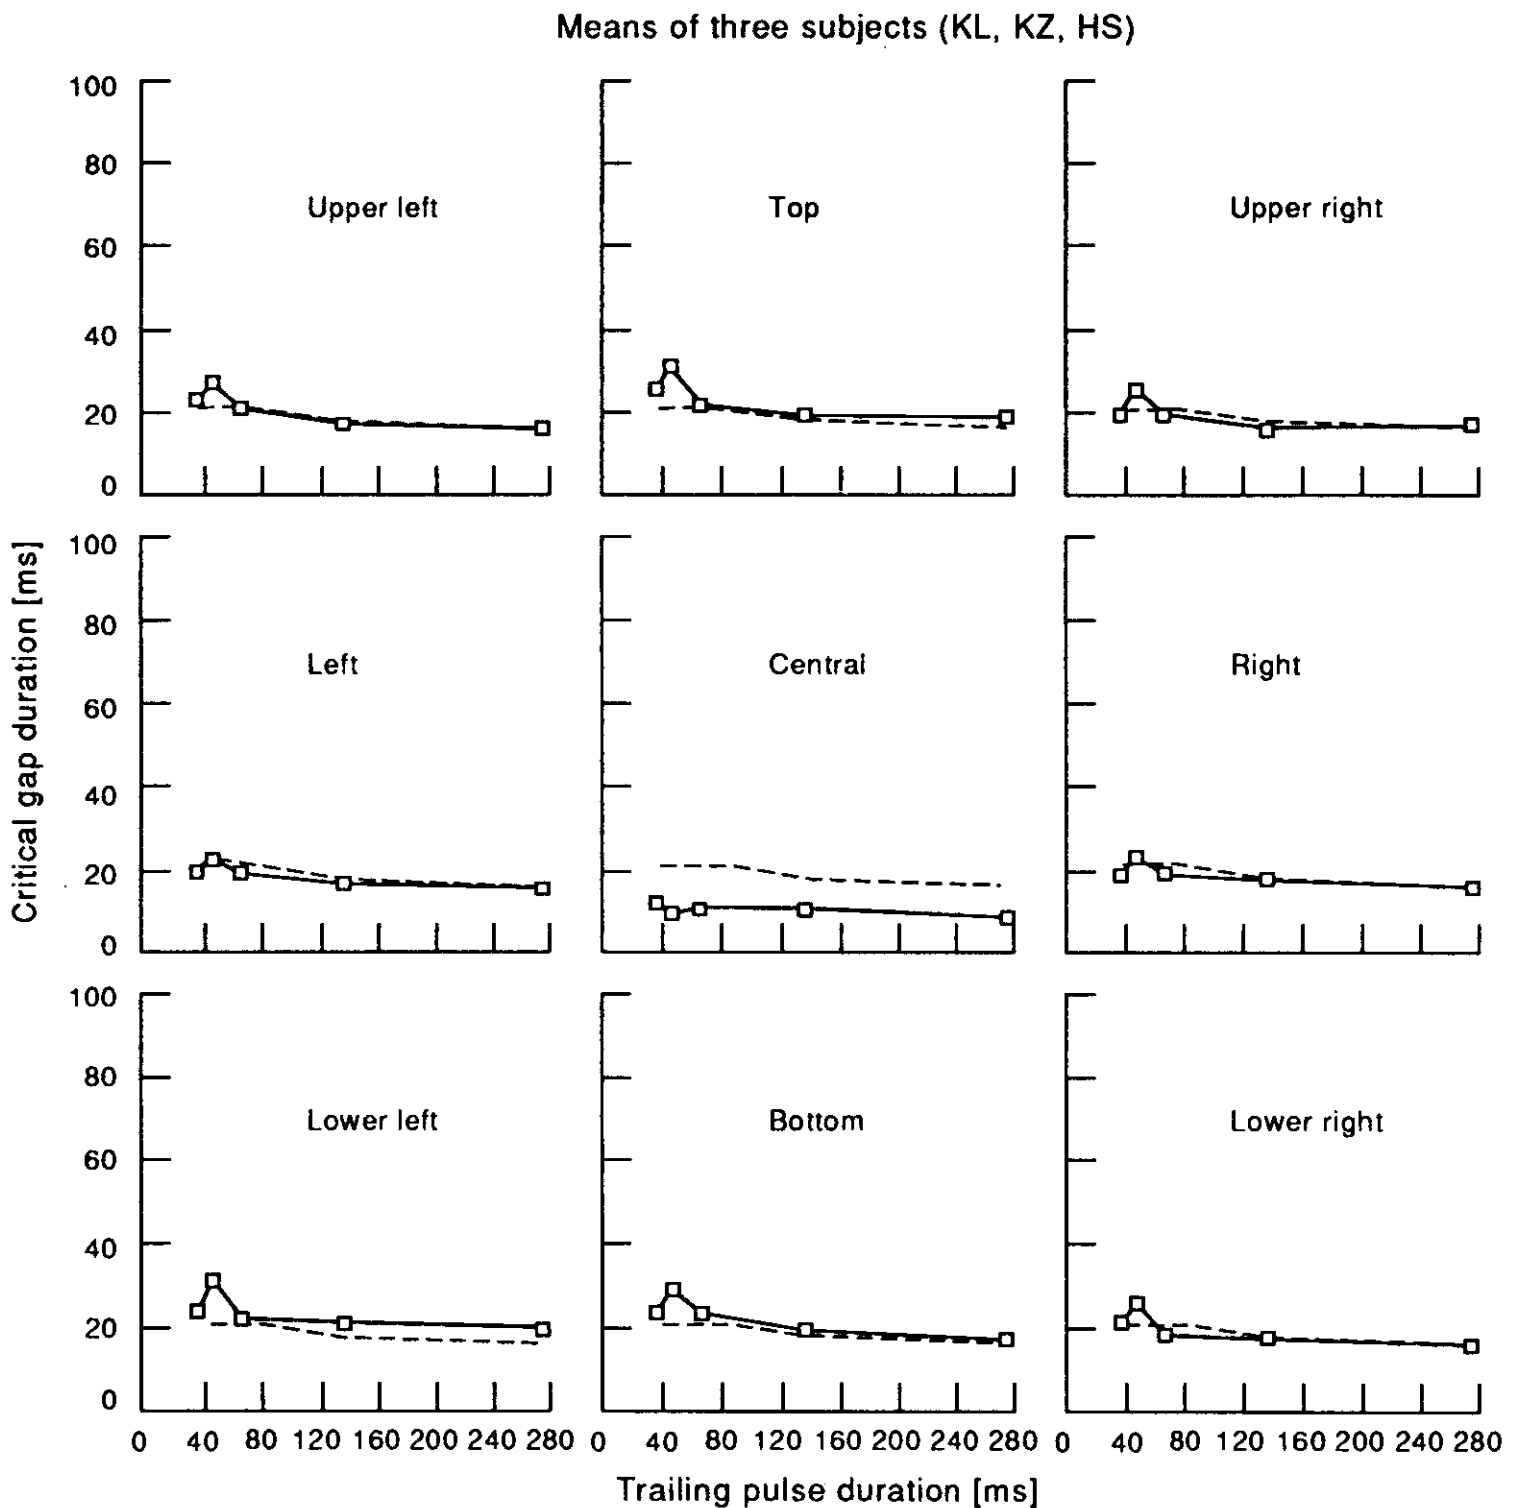 Means of three subjects (KL, KZ, HS)
100
80
60
40
20
0
Upper left
Top
Upper right
Critical gap duration [ms]
100
80
60
40
20
0
Left
Central
Right
100
80
60
40
20
0
Lower left
Bottom
Lower right
0 40 80 120 160 200 240 280 0 40 80 120 160 200 240 280 0 40 80 120 160 200 240 280
Trailing pulse duration [ms]